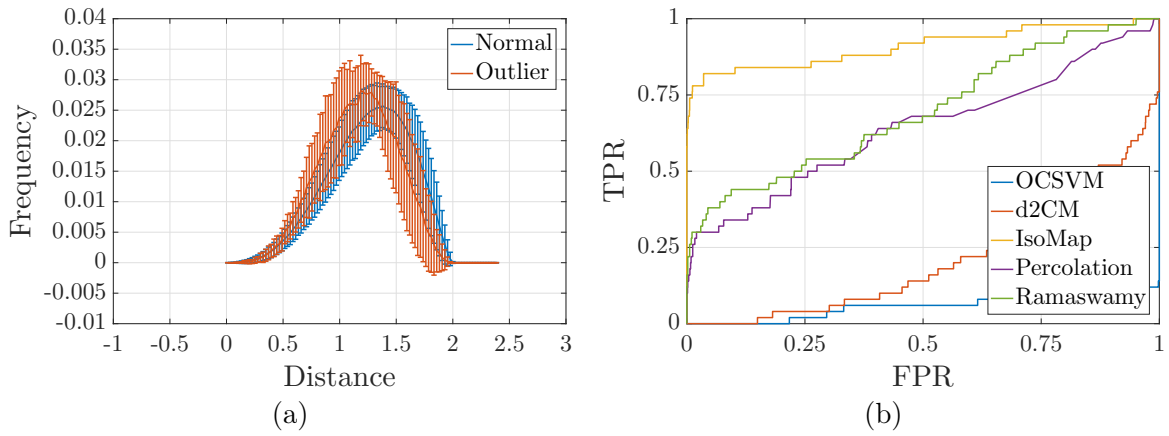 0.04
0.035
0.03
0.025
0.02
0.015
0.01
0.005
0
-0.005
-0.01
-1
-0.5
0
0.5
1
1.5
2
2.5
3
Frequency
Distance
Normal
Outlier
(a)
1
0.75
0.5
0.25
0
0
0.25
0.5
0.75
1
TPR
FPR
OCSVM
d2CM
IsoMap
Percolation
Ramaswamy
(b)